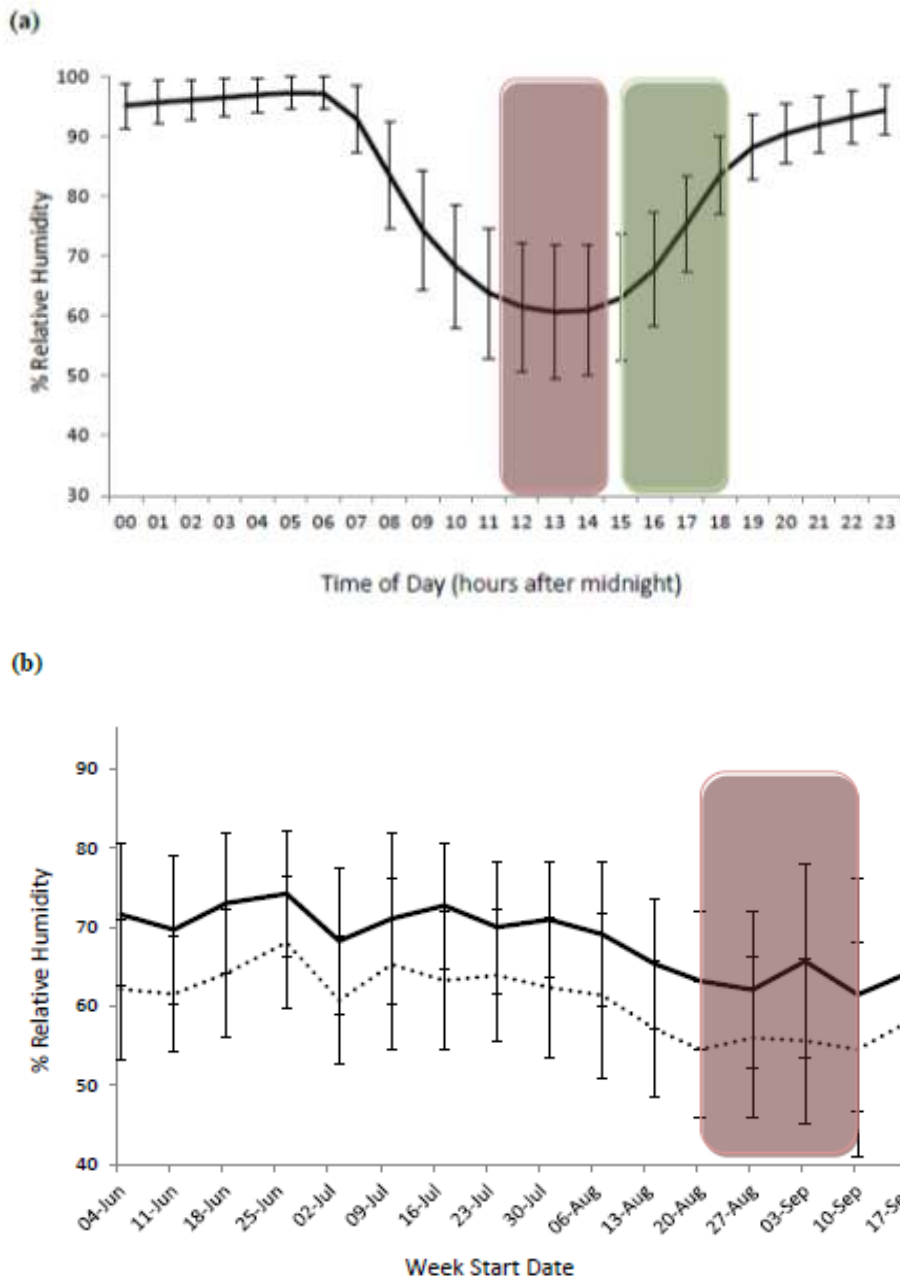 (a)
% Relative Humidity
100
90
80
70
60
50
40
30
00 01 02 03 04 05 06 07 08 09 10 11 12 13 14 15 16 17 18 19 20 21 22 23
Time of Day (hours after midnight)
(b)
% Relative Humidity
90
80
70
60
50
40
04-Jun 11-Jun 18-Jun 25-Jun 02-Jul 09-Jul 16-Jul 23-Jul 30-Jul 06-Aug 13-Aug 20-Aug 27-Aug 03-Sep 10-Sep 17-Se
Week Start Date